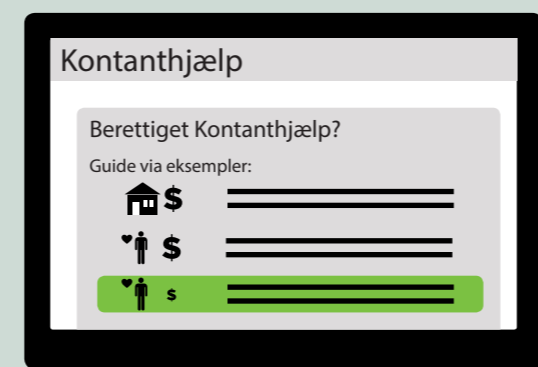 Kontanthjælp
Berettiget Kontanthjælp?
Guide via eksempler:
$
$
$